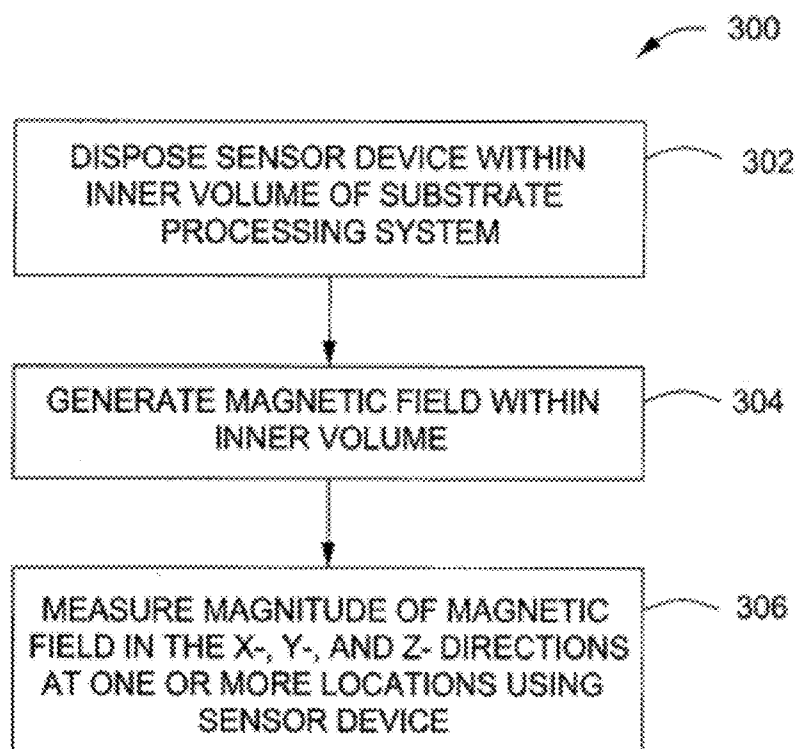 300
DISPOSE SENSOR DEVICE WITHIN
INNER VOLUME OF SUBSTRATE
PROCESSING SYSTEM
302
GENERATE MAGNETIC FIELD WITHIN
INNER VOLUME
304
MEASURE MAGNITUDE OF MAGNETIC
FIELD IN THE X-, Y-, AND Z- DIRECTIONS
AT ONE OR MORE LOCATIONS USING
SENSOR DEVICE
306